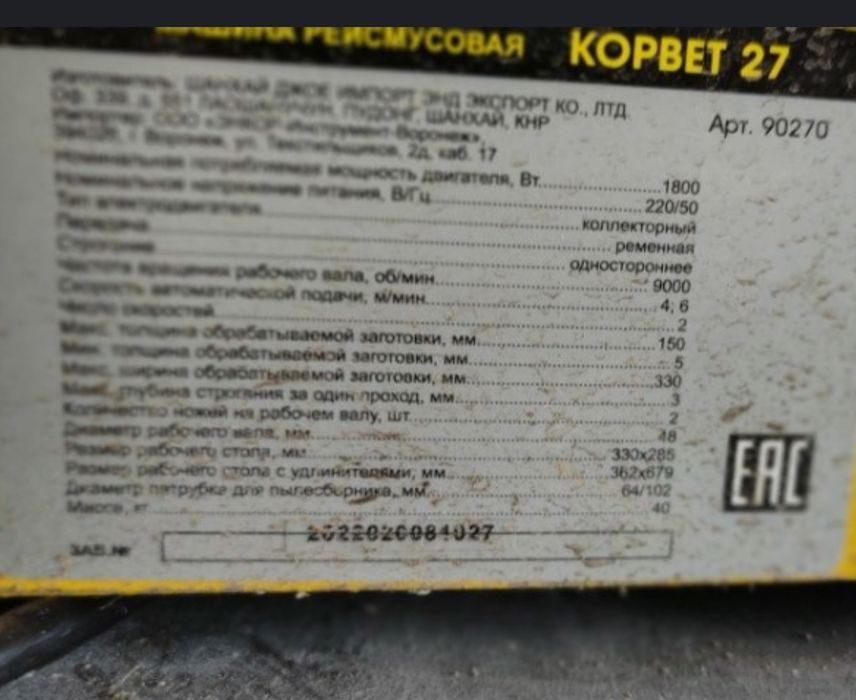 МАШИНА РЕЙСМУСОВАЯ КОРВЕТ 27
Изготовитель: ШАНХАЙ ДЖОЕ ИМПОРТ ЭНД ЭКСПОРТ КО., ЛТД.
ПУДОНГ, ШАНХАЙ, КНР
Арт. 90270
Импортер: ООО «ЭНКОР-Инструмент-Воронеж»,
г. Воронеж, ул. Текстильщиков, 2д, каб. 17
Номинальная потребляемая мощность двигателя, Вт 1800
Номинальное напряжение питания, В/Гц 220/50
Тип электродвигателя коллекторный
Передача ременная
Строгание одностороннее
Частота вращения рабочего вала, об/мин 9000
Скорость автоматической подачи, м/мин 4; 6
Число скоростей 2
Макс. толщина обрабатываемой заготовки, мм 150
Мин. толщина обрабатываемой заготовки, мм 5
Макс. ширина обрабатываемой заготовки, мм 330
Макс. глубина строгания за один проход, мм 3
Количество ножей на рабочем валу, шт. 2
Диаметр рабочего вала, мм 48
Размер рабочего стола, мм 330х285
Размер рабочего стола с удлинителями, мм 362х679
Диаметр патрубка для пылесборника, мм 64/102
Масса, кг 40
ЕАС
ЗАВ.№ 2022020084027